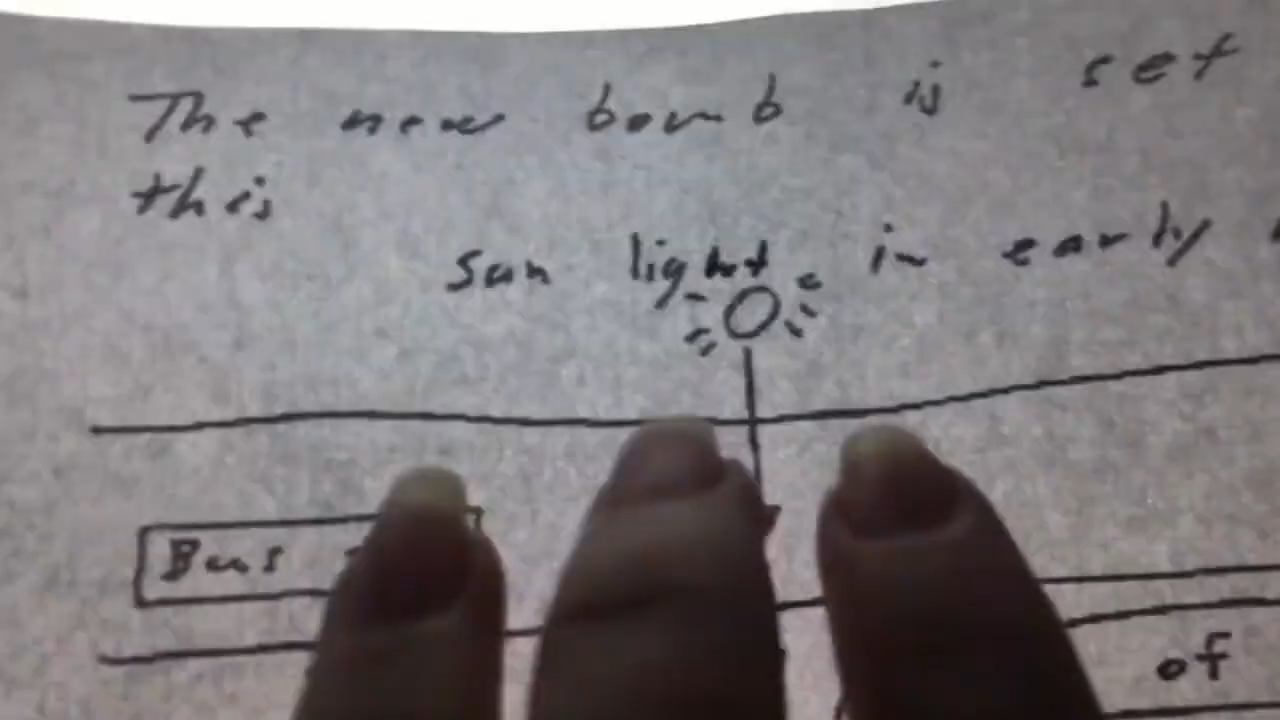 The new bomb is set
this
sun light in early
Bus
of